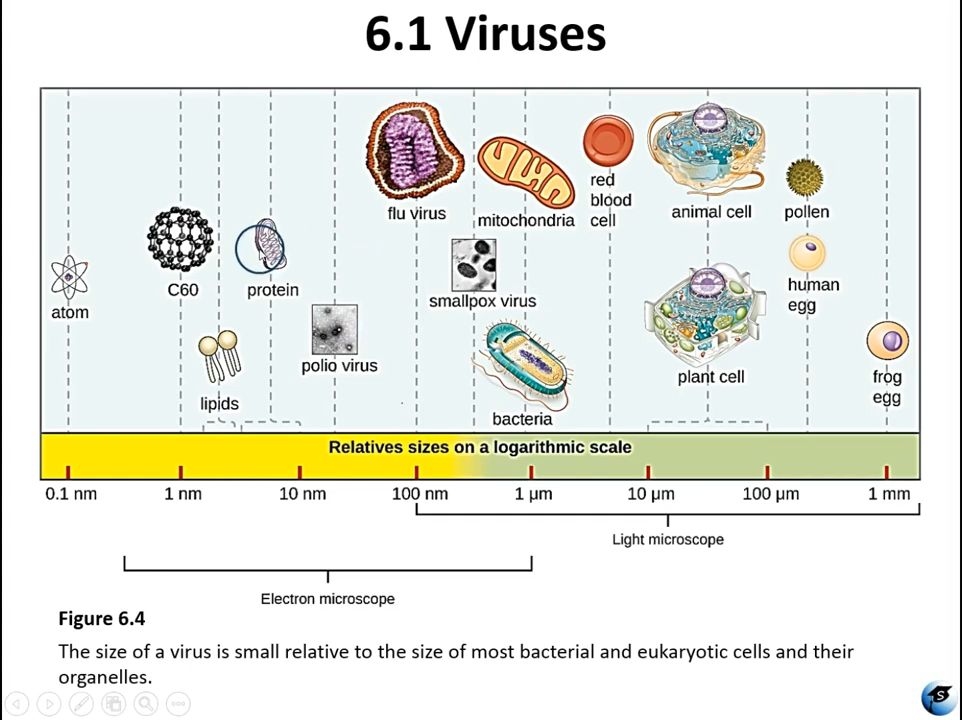 6.1 Viruses
atom
C60
lipids
protein
polio virus
flu virus
smallpox virus
mitochondria
bacteria
red
blood
cell
animal cell
plant cell
pollen
human
egg
frog
egg
Relatives sizes on a logarithmic scale
0.1 nm 1 nm 10 nm 100 nm 1 μm 10 μm 100 μm 1 mm
Light microscope
Electron microscope
Figure 6.4
The size of a virus is small relative to the size of most bacterial and eukaryotic cells and their
organelles.
S